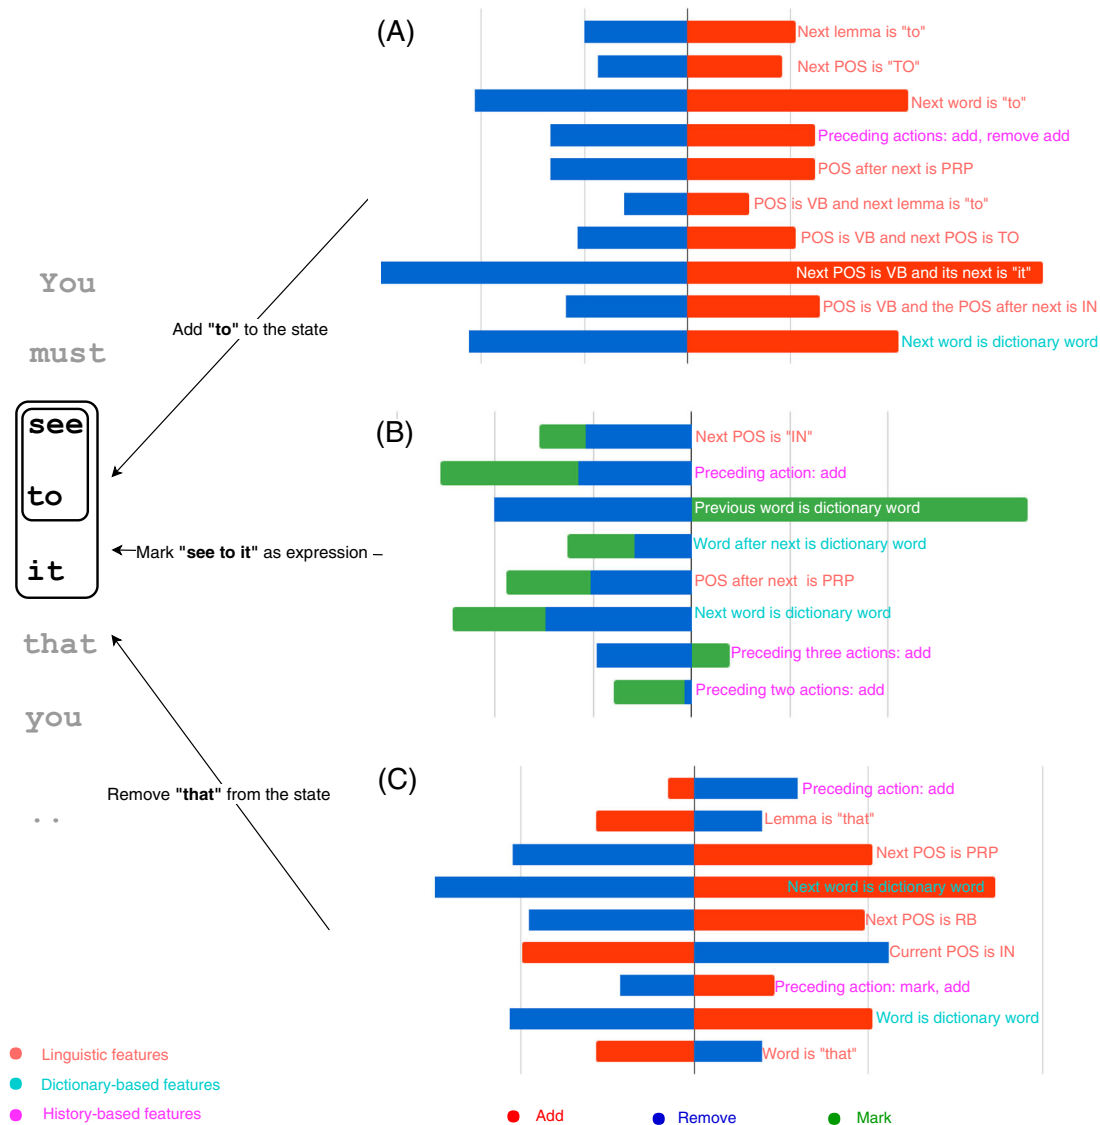 (A)
Next lemma is "to"
Next POS is "TO"
Next word is "to"
Preceding actions: add, remove add
POS after next is PRP
POS is VB and next lemma is "to"
POS is VB and next POS is TO
Next POS is VB and its next is "it"
POS is VB and the POS after next is IN
Next word is dictionary word
You
must
see
to
it
that
you
..
Add "to" to the state
Mark "see to it" as expression
Remove "that" from the state
(B)
Next POS is "IN"
Preceding action: add
Previous word is dictionary word
Word after next is dictionary word
POS after next is PRP
Next word is dictionary word
Preceding three actions: add
Preceding two actions: add
(C)
Preceding action: add
Lemma is "that"
Next POS is PRP
Next word is dictionary word
Next POS is RB
Current POS is IN
Preceding action: mark, add
Word is dictionary word
Word is "that"
Linguistic features
Dictionary-based features
History-based features
Add
Remove
Mark